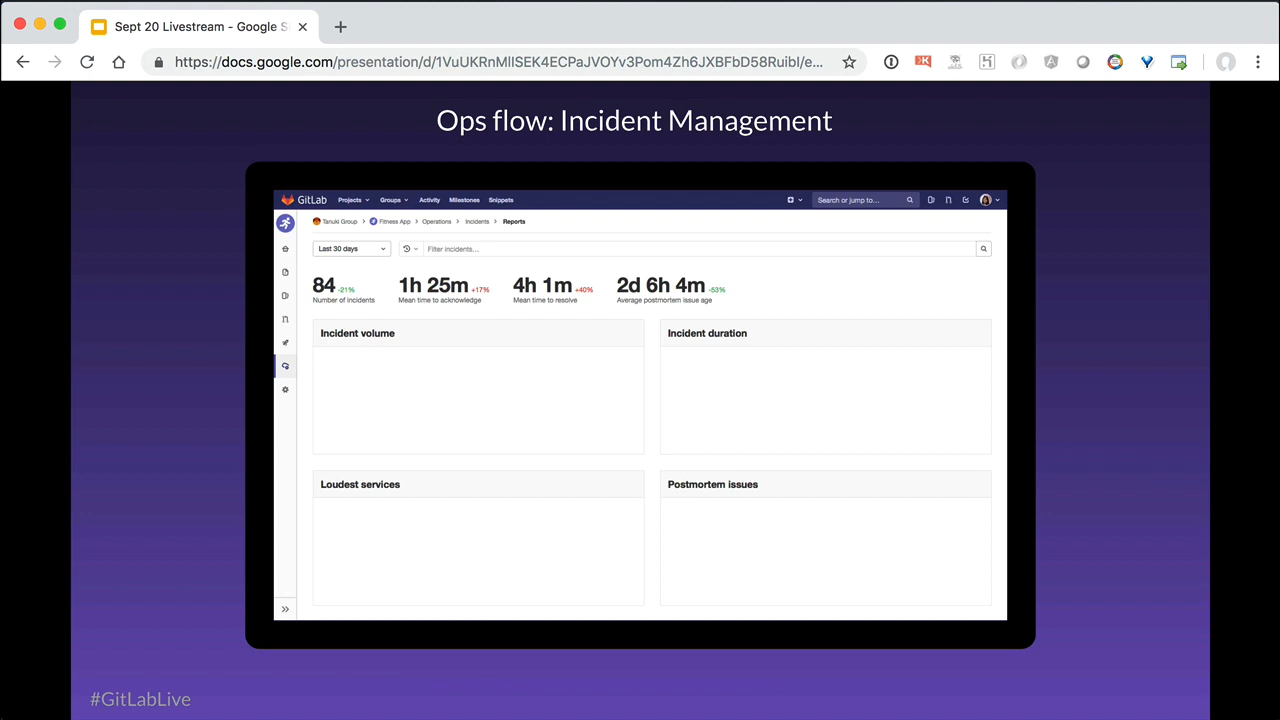 Sept 20 Livestream - Google S
https://docs.google.com/presentation/d/1VuUKRnMlISEK4ECPaJVOYv3Pom4Zh6JXBFbD58RuibI/e...
Ops flow: Incident Management
GitLab Projects Groups Activity Milestones Snippets Search or jump to...
Tanuki Group > Fitness App > Operations > Incidents > Reports
Last 30 days Filter incidents...
84 -21% 1h 25m +17% 4h 1m +40% 2d 6h 4m -53%
Number of incidents Mean time to acknowledge Mean time to resolve Average postmortem issue age
Incident volume Incident duration
Loudest services Postmortem issues
#GitLabLive